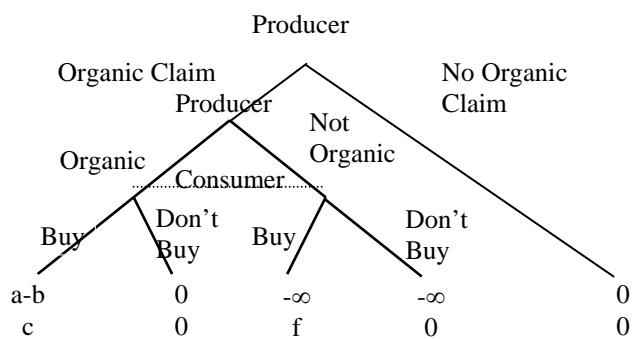 Producer
Organic Claim
No Organic
Claim
Producer
Not
Organic
Organic
Consumer
Buy
Don’t
Buy
Buy
Don’t
Buy
a-b 0 -∞ -∞ 0
c 0 f 0 0